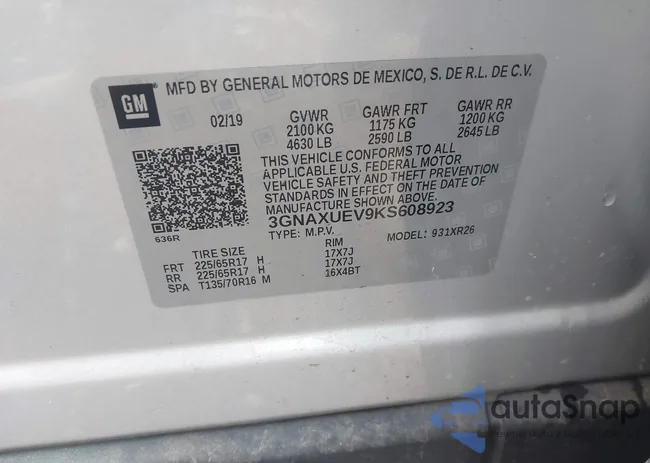 MFD BY GENERAL MOTORS DE MEXICO, S. DE R.L. DE C.V.
GM
02/19 GVWR GAWR FRT GAWR RR
2100 KG 1175 KG 1200 KG
4630 LB 2590 LB 2645 LB
THIS VEHICLE CONFORMS TO ALL
APPLICABLE U.S. FEDERAL MOTOR
VEHICLE SAFETY AND THEFT PREVENTION
STANDARDS IN EFFECT ON THE DATE OF
MANUFACTURE SHOWN ABOVE.
3GNAXUEV9KS608923
636R TYPE: M.P.V. MODEL: 931XR26
TIRE SIZE RIM
FRT 225/65R17 H 17X7J
RR 225/65R17 H 17X7J
SPA T135/70R16 M 16X4BT
autaSnap